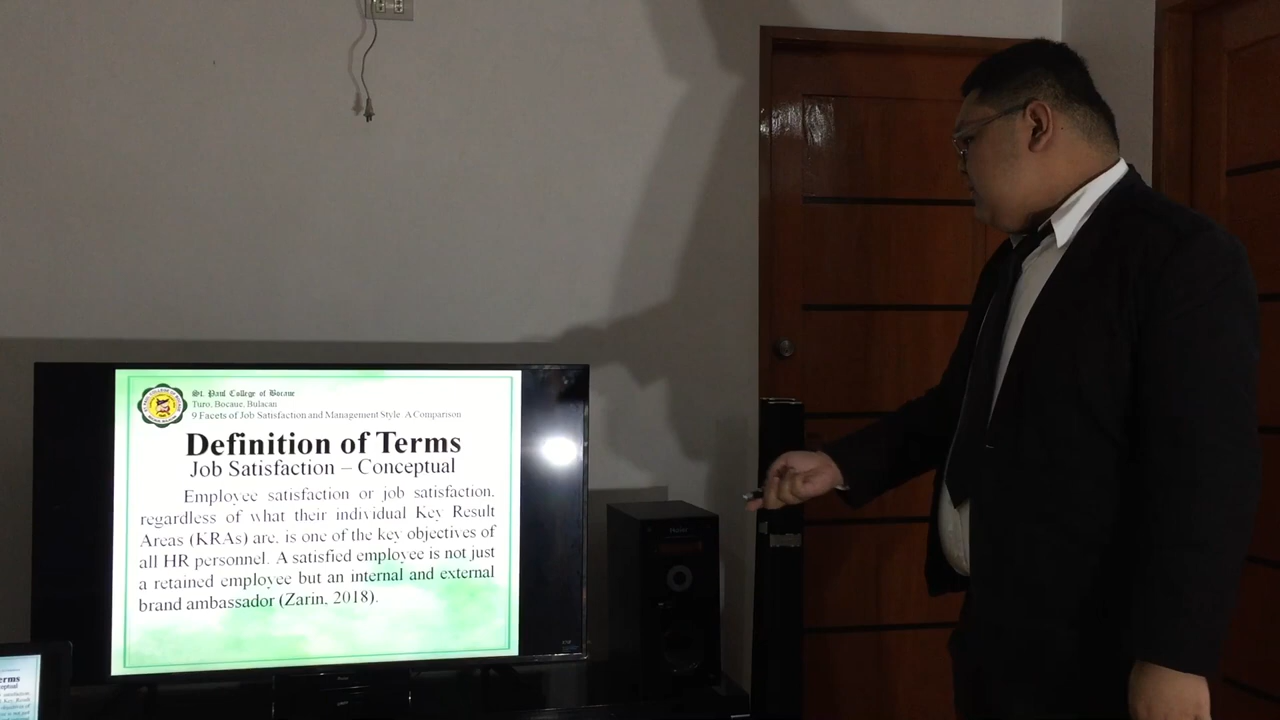 St. Paul College of Bocaue
Turo, Bocaue, Bulacan
9 Facets of Job Satisfaction and Management Style A Comparison
Definition of Terms
Job Satisfaction – Conceptual
Employee satisfaction or job satisfaction,
regardless of what their individual Key Result
Areas (KRAs) are, is one of the key objectives of
all HR personnel. A satisfied employee is not just
a retained employee but an internal and external
brand ambassador (Zarin, 2018).